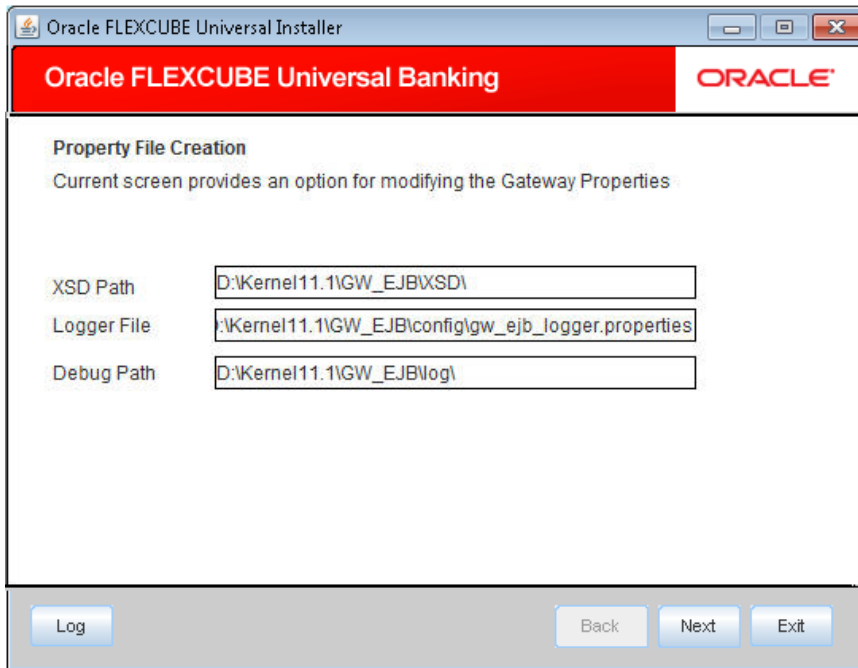 Oracle FLEXCUBE Universal Installer
Oracle FLEXCUBE Universal Banking
ORACLE
Property File Creation
Current screen provides an option for modifying the Gateway Properties
XSD Path D:\Kernel11.1\GW_EJB\XSD\
Logger File :\Kernel11.1\GW_EJB\config\gw_ejb_logger.properties
Debug Path D:\Kernel11.1\GW_EJB\log\
Log Back Next Exit